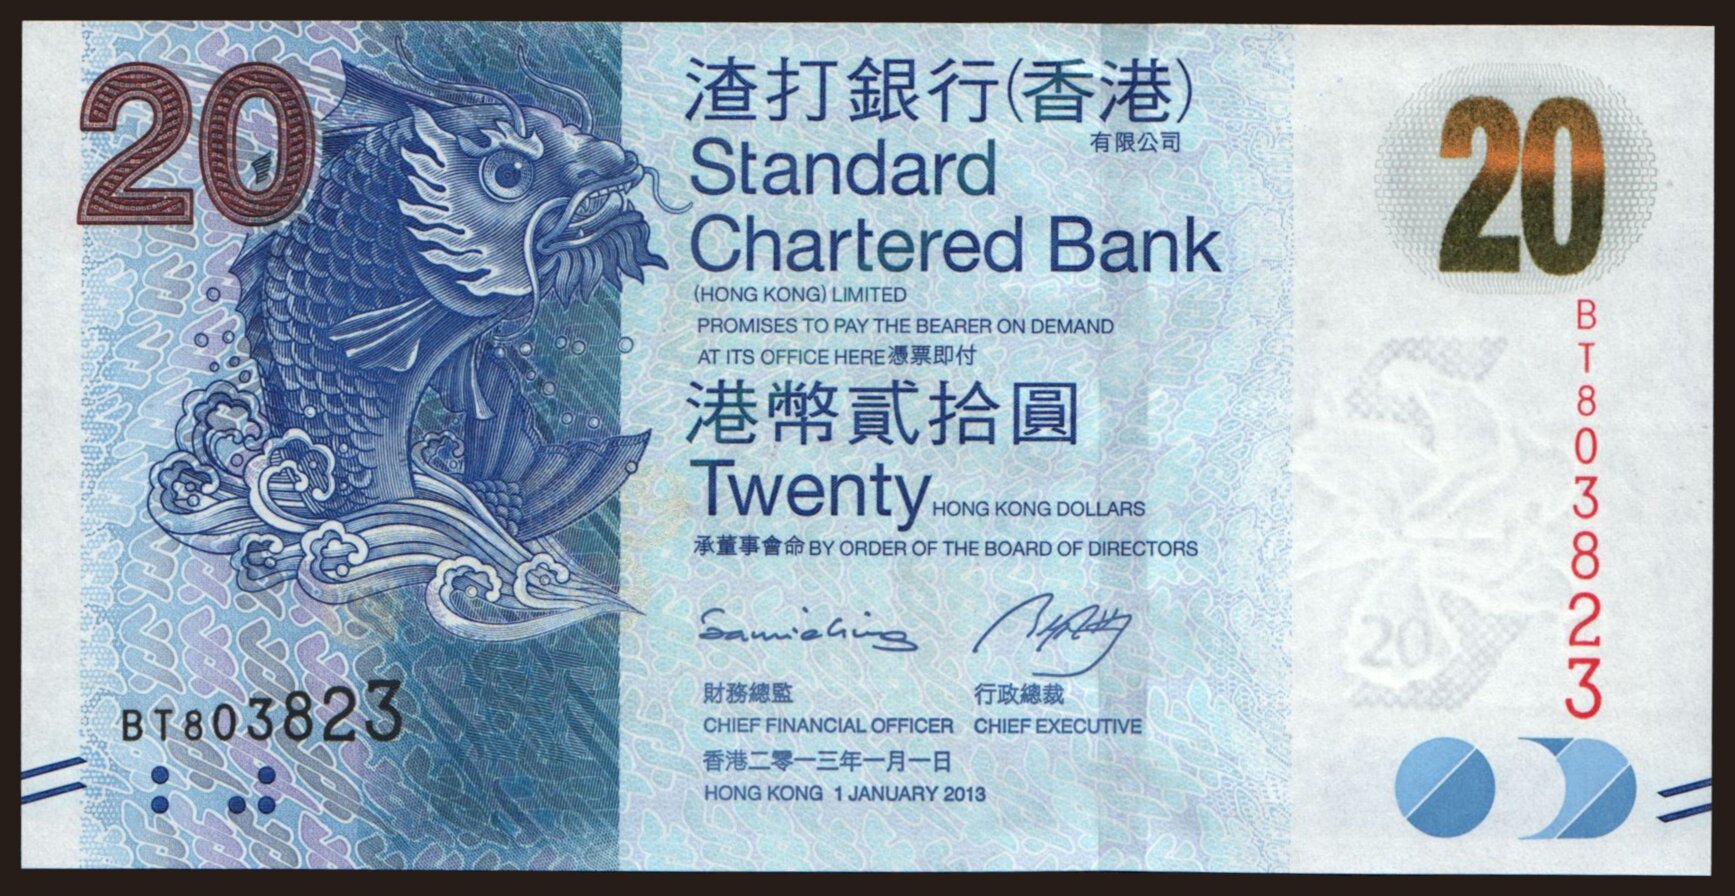 20
渣打銀行(香港)
有限公司
Standard
Chartered Bank
(HONG KONG) LIMITED
PROMISES TO PAY THE BEARER ON DEMAND
AT ITS OFFICE HERE憑票即付
港幣貳拾圓
Twenty HONG KONG DOLLARS
承董事會命 BY ORDER OF THE BOARD OF DIRECTORS
財務總監 行政總裁
CHIEF FINANCIAL OFFICER CHIEF EXECUTIVE
香港二零一三年一月一日
HONG KONG 1 JANUARY 2013
BT803823
20
BT803823
20